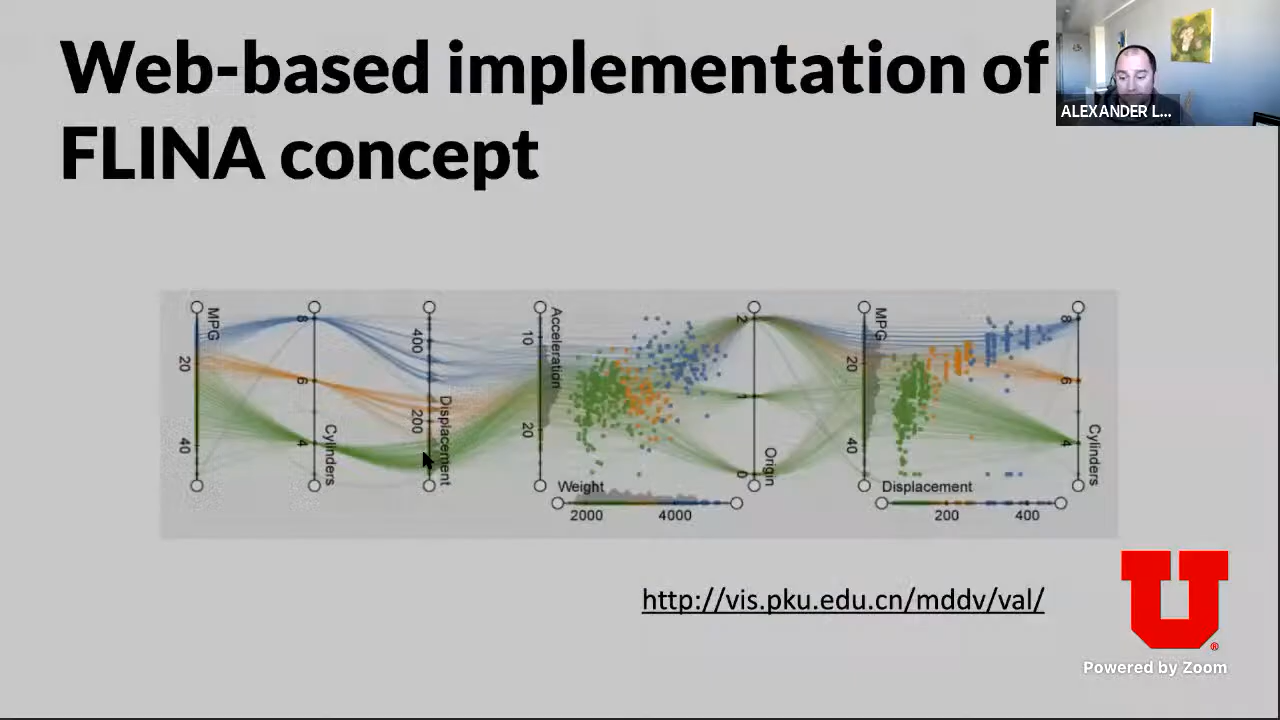 Web-based implementation of
FLINA concept
ALEXANDER L...
MPG
20
40
8
6
4
Cylinders
400
200
Displacement
Acceleration
10
20
Weight
2000
4000
2
1
0
Origin
MPG
20
40
Displacement
200
400
8
6
4
Cylinders
http://vis.pku.edu.cn/mddv/val/
U
®
Powered by Zoom